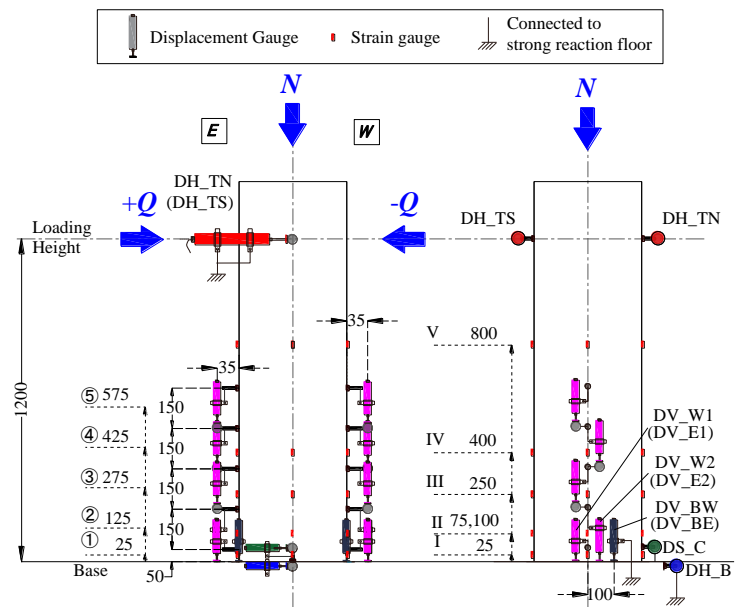 Displacement Gauge
Strain gauge
Connected to
strong reaction floor
N
N
E
W
DH_TN
(DH_TS)
+Q
-Q
DH_TS
DH_TN
Loading
Height
35
35
V 800
1200
⑤ 575
150
④ 425
150
③ 275
150
② 125
150
① 25
Base
50
IV 400
III 250
II 75,100
I 25
DV_W1
(DV_E1)
DV_W2
(DV_E2)
DV_BW
(DV_BE)
DS_C
DH_B
100